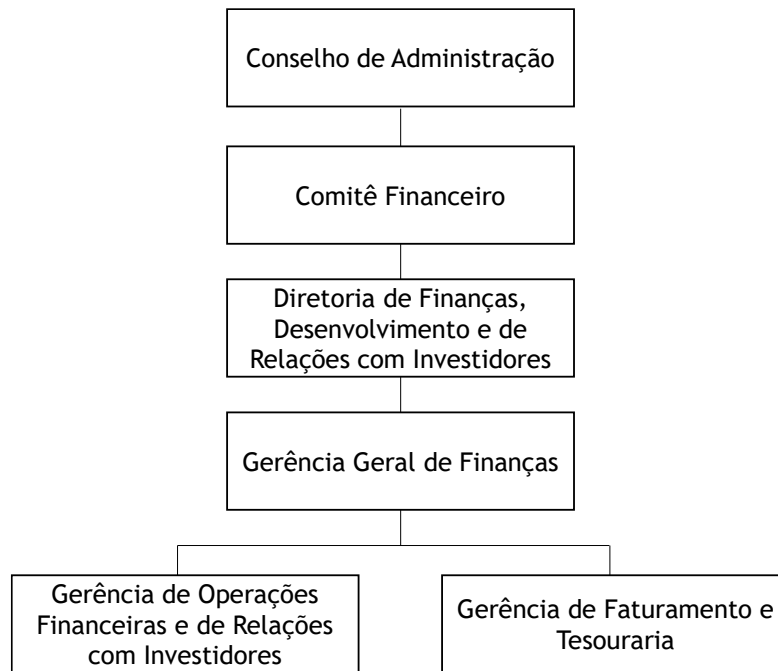 Conselho de Administração
Comitê Financeiro
Diretoria de Finanças,
Desenvolvimento e de
Relações com Investidores
Gerência Geral de Finanças
Gerência de Operações
Financeiras e de Relações
com Investidores
Gerência de Faturamento e
Tesouraria